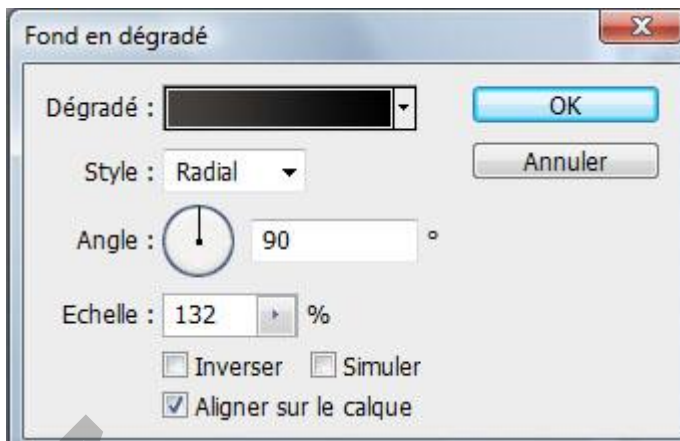 Fond en dégradé
Dégradé :
OK
Style : Radial
Annuler
Angle : 90 °
Echelle : 132 %
Inverser Simuler
Aligner sur le calque